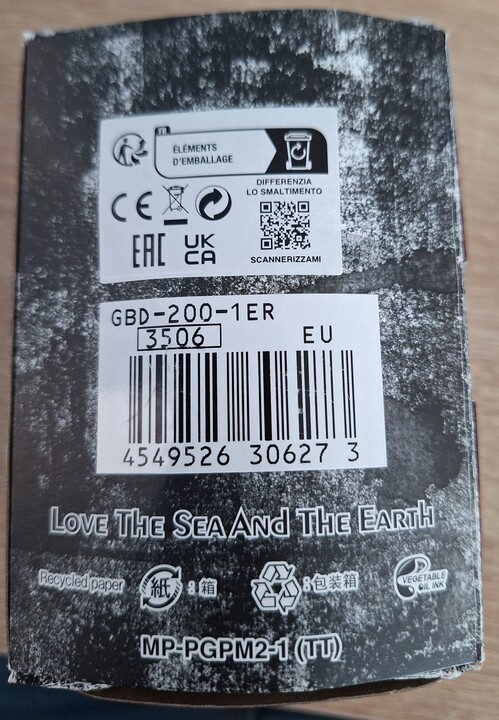 FR
ÉLÉMENTS
D'EMBALLAGE
DIFFERENZIA
LO SMALTIMENTO
CE
EAC UK
CA
SCANNERIZZAMI
GBD-200-1ER
3506 EU
4549526 30627 3
LOVE THE SEA AND THE EARTH
Recycled paper 紙 外箱 外包装箱 VEGETABLE
OIL INK
MP-PGPM2-1 (TT)